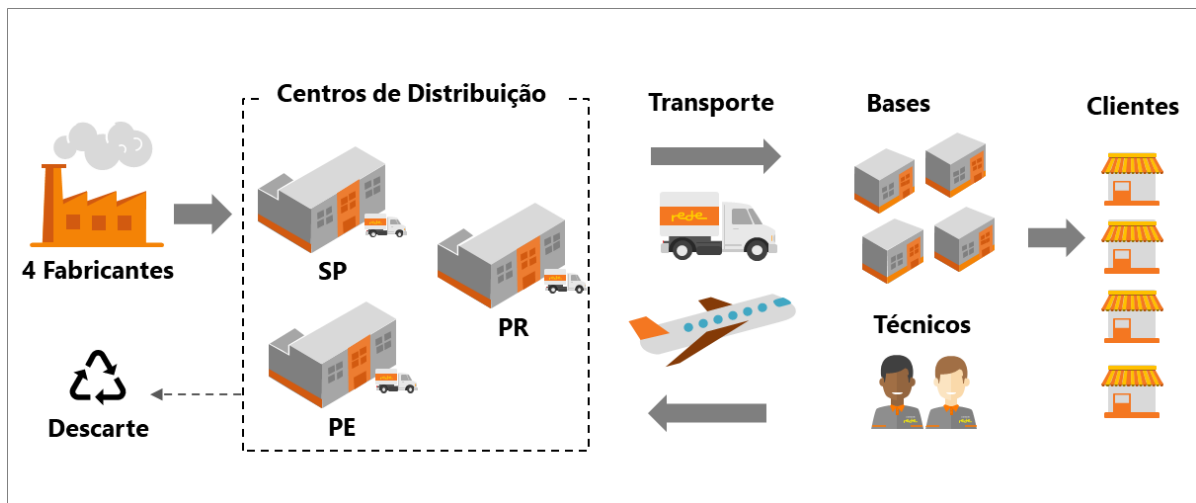 Centros de Distribuição
Transporte
Bases
Clientes
rede
4 Fabricantes
SP
PR
Técnicos
Descarte
PE